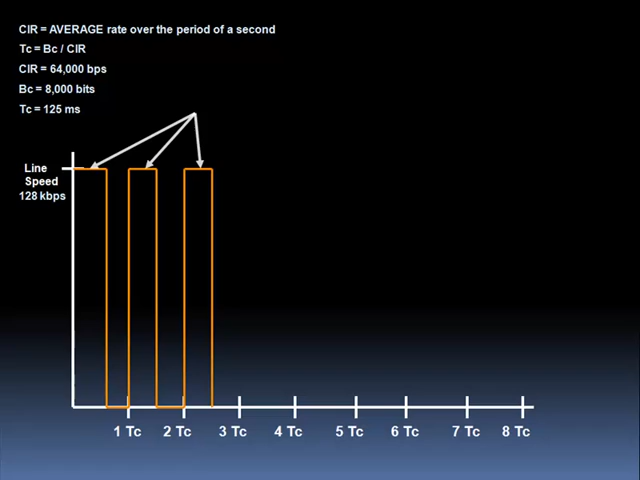 CIR = AVERAGE rate over the period of a second
Tc = Bc / CIR
CIR = 64,000 bps
Bc = 8,000 bits
Tc = 125 ms
Line
Speed
128 kbps
1 Tc 2 Tc 3 Tc 4 Tc 5 Tc 6 Tc 7 Tc 8 Tc